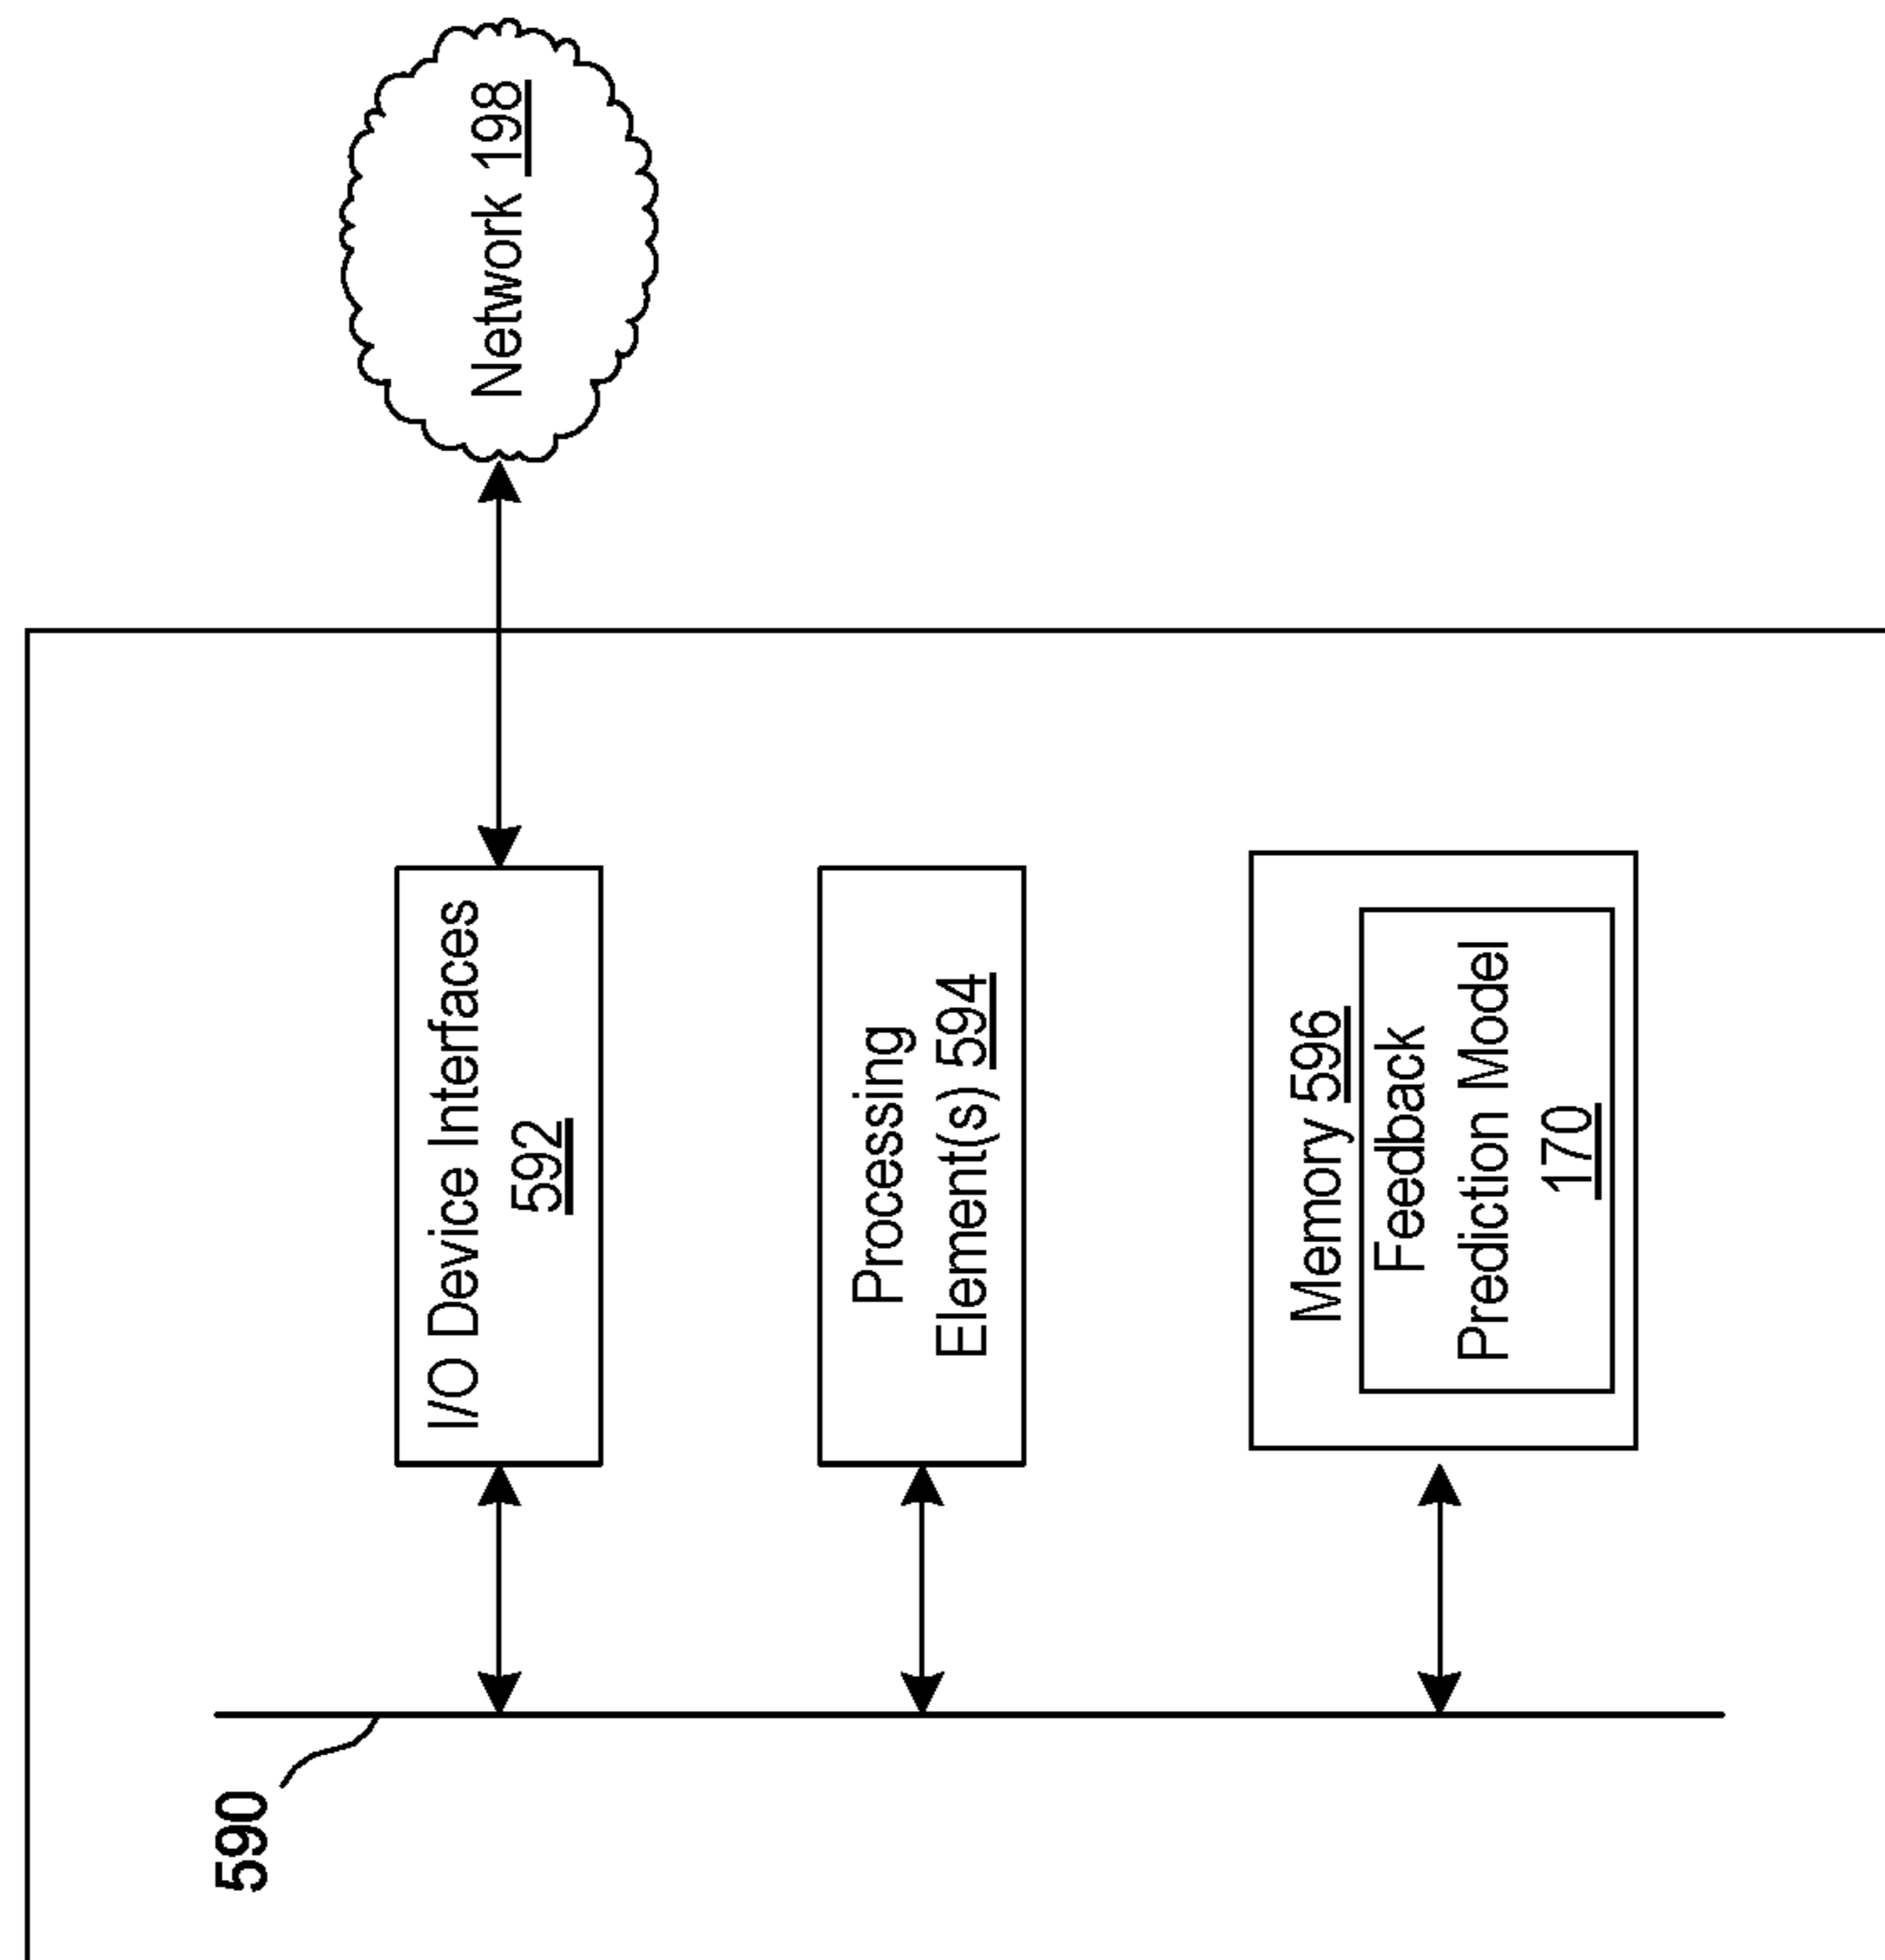 590
I/O Device Interfaces
592
Network 198
Processing
Element(s) 594
Memory 596
Feedback
Prediction Model
170